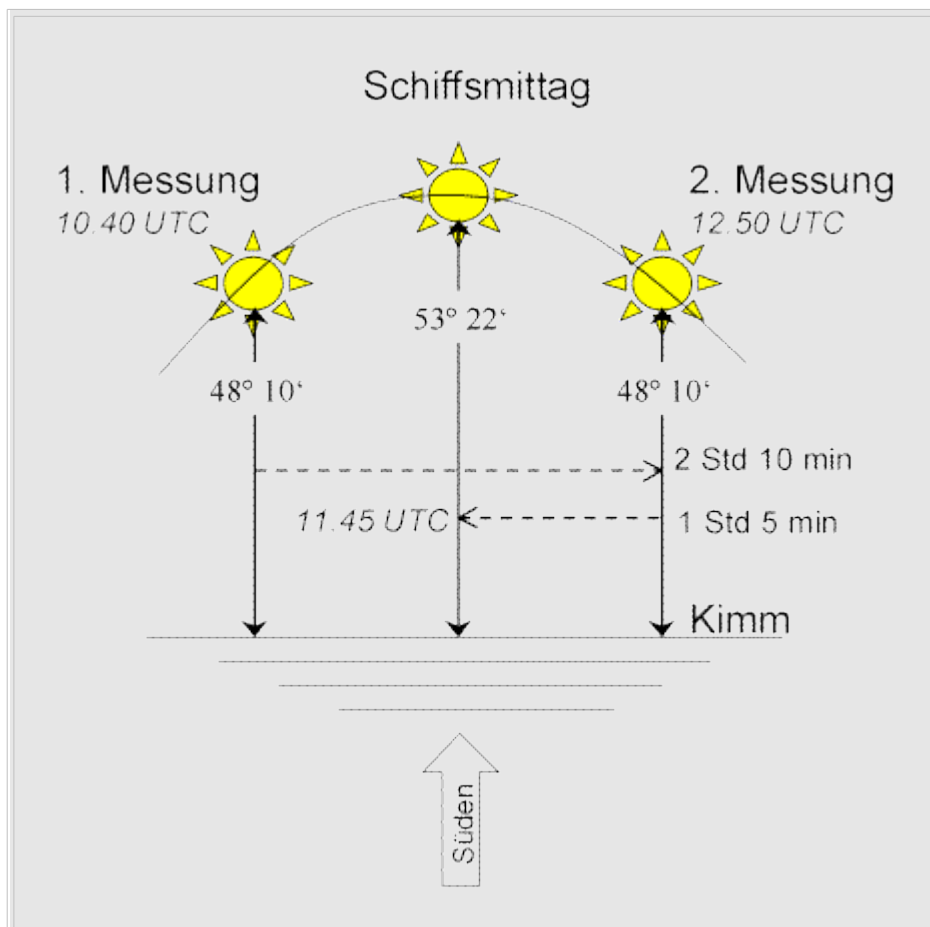 Schiffsmittag
1. Messung
10.40 UTC
2. Messung
12.50 UTC
53° 22‘
48° 10‘
48° 10‘
2 Std 10 min
11.45 UTC
1 Std 5 min
Kimm
Süden